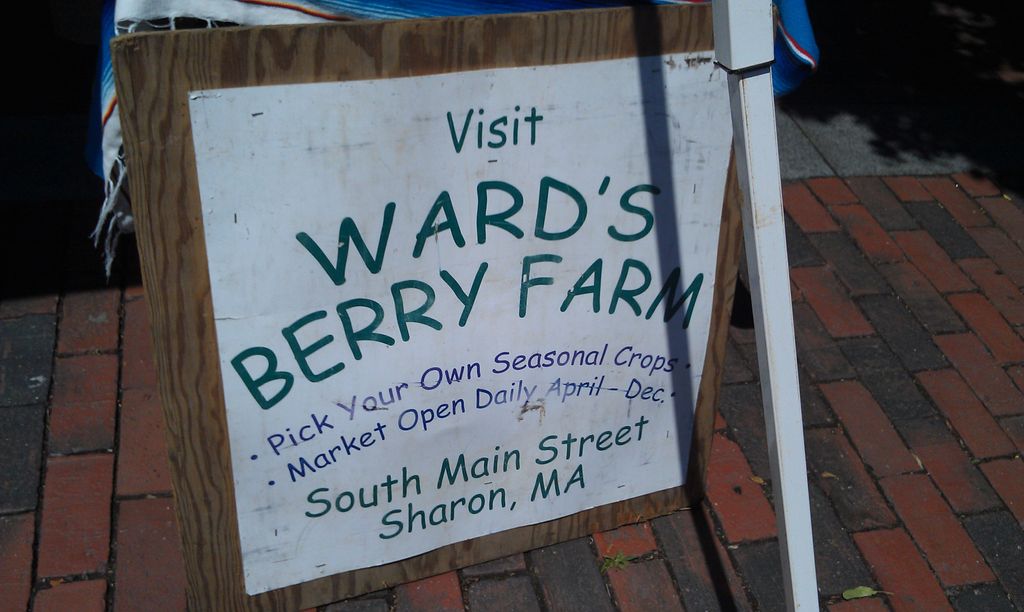 Visit
WARD'S
BERRY FARM
• Pick Your Own Seasonal Crops •
• Market Open Daily April - Dec. •
South Main Street
Sharon, MA